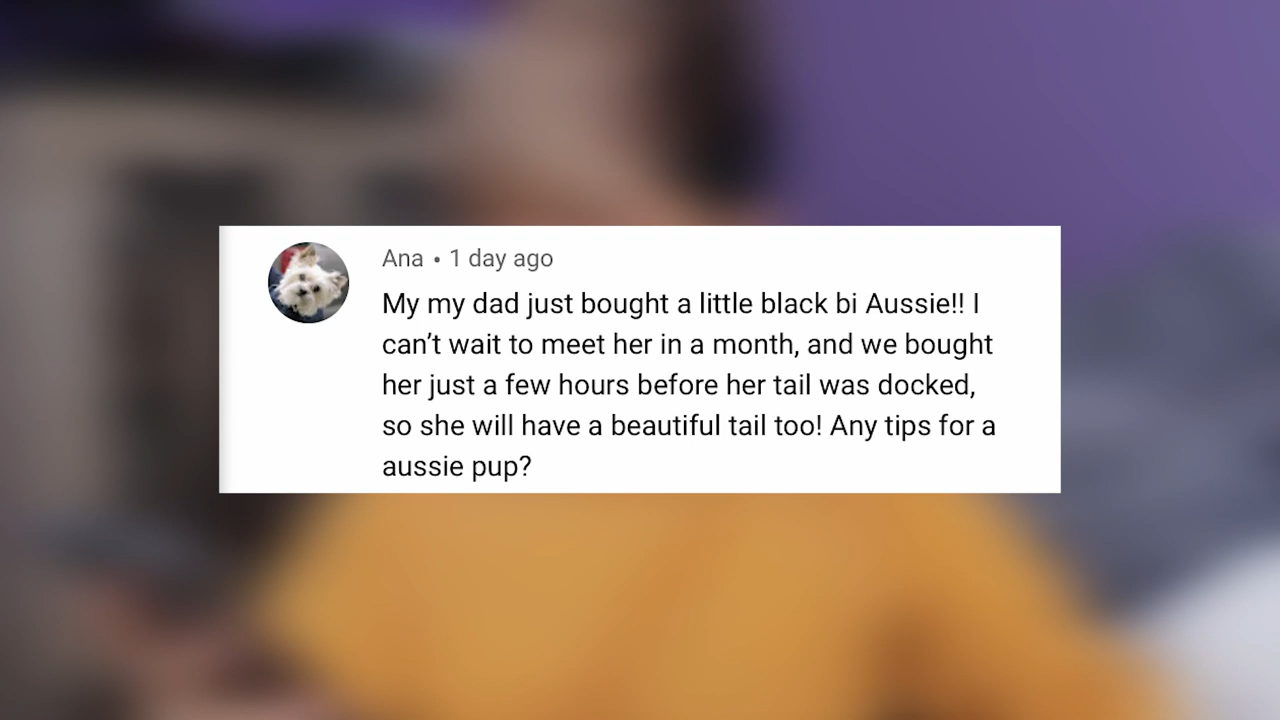 Ana • 1 day ago
My my dad just bought a little black bi Aussie!! I
can’t wait to meet her in a month, and we bought
her just a few hours before her tail was docked,
so she will have a beautiful tail too! Any tips for a
aussie pup?